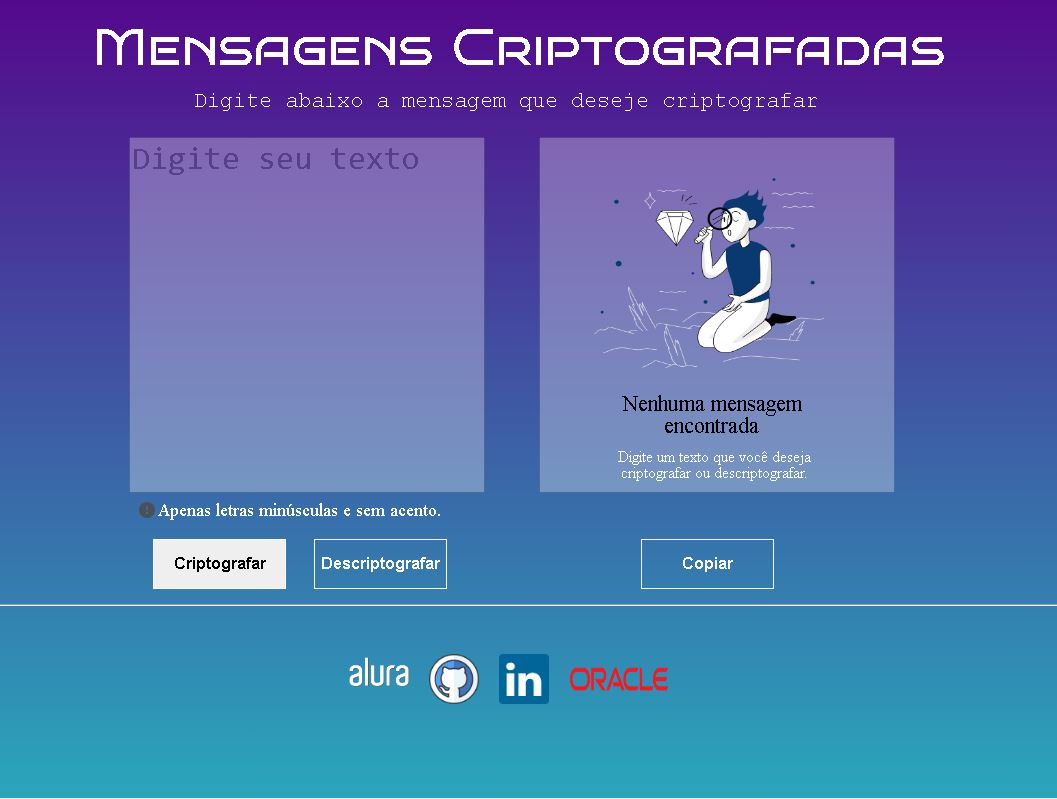 Mensagens Criptografadas
Digite abaixo a mensagem que deseje criptografar
Digite seu texto
Nenhuma mensagem
encontrada
Digite um texto que você deseja
criptografar ou descriptografar.
Apenas letras minúsculas e sem acento.
Criptografar
Descriptografar
Copiar
alura
in
ORACLE